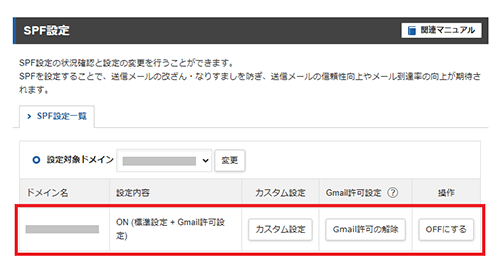 SPF設定
関連マニュアル
SPF設定の状況確認と設定の変更を行うことができます。
SPFを設定することで、送信メールの改ざん・なりすましを防ぎ、送信メールの信頼性向上やメール到達率の向上が期待さ
れます。
SPF設定一覧
設定対象ドメイン
変更
ドメイン名 設定内容 カスタム設定 Gmail許可設定 ? 操作
ON (標準設定 + Gmail許可設
定)
カスタム設定 Gmail許可の解除 OFFにする